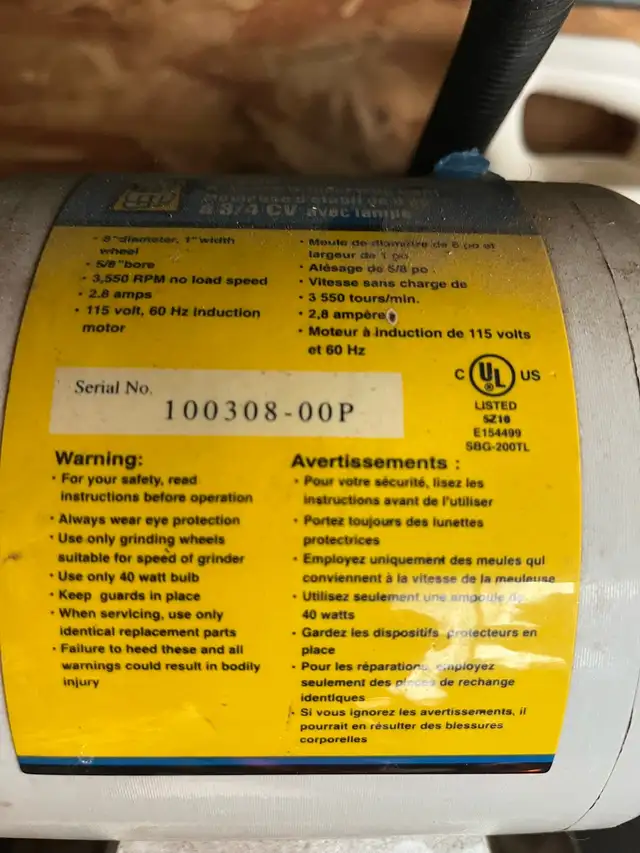 à 3/4 CV avec lampe
diameter, 1" width
wheel
• 5/8 "bore
• 3,550 RPM no load speed
• 2.8 amps
• 115 volt, 60 Hz induction
motor
• Meule de diamètre de 6 po et
largeur de 1 po
• Alésage de 5/8 po
• Vitesse sans charge de
• 3 550 tours/min.
• 2,8 ampère
• Moteur à induction de 115 volts
et 60 Hz
Serial No.
100308-00P
C UL US
®
LISTED
5Z18
E154499
SBG-200TL
Warning:
• For your safety, read
instructions before operation
• Always wear eye protection
• Use only grinding wheels
suitable for speed of grinder
• Use only 40 watt bulb
• Keep guards in place
• When servicing, use only
identical replacement parts
• Failure to heed these and all
warnings could result in bodily
injury
Avertissements :
• Pour votre sécurité, lisez les
instructions avant de l'utiliser
• Portez toujours des lunettes
protectrices
• Employez uniquement des meules qui
conviennent à la vitesse de la meuleuse
• Utilisez seulement une ampoule de
40 watts
• Gardez les dispositifs protecteurs en
place
• Pour les réparations, employez
seulement des pièces de rechange
identiques
• Si vous ignorez les avertissements, il
pourrait en résulter des blessures
corporelles